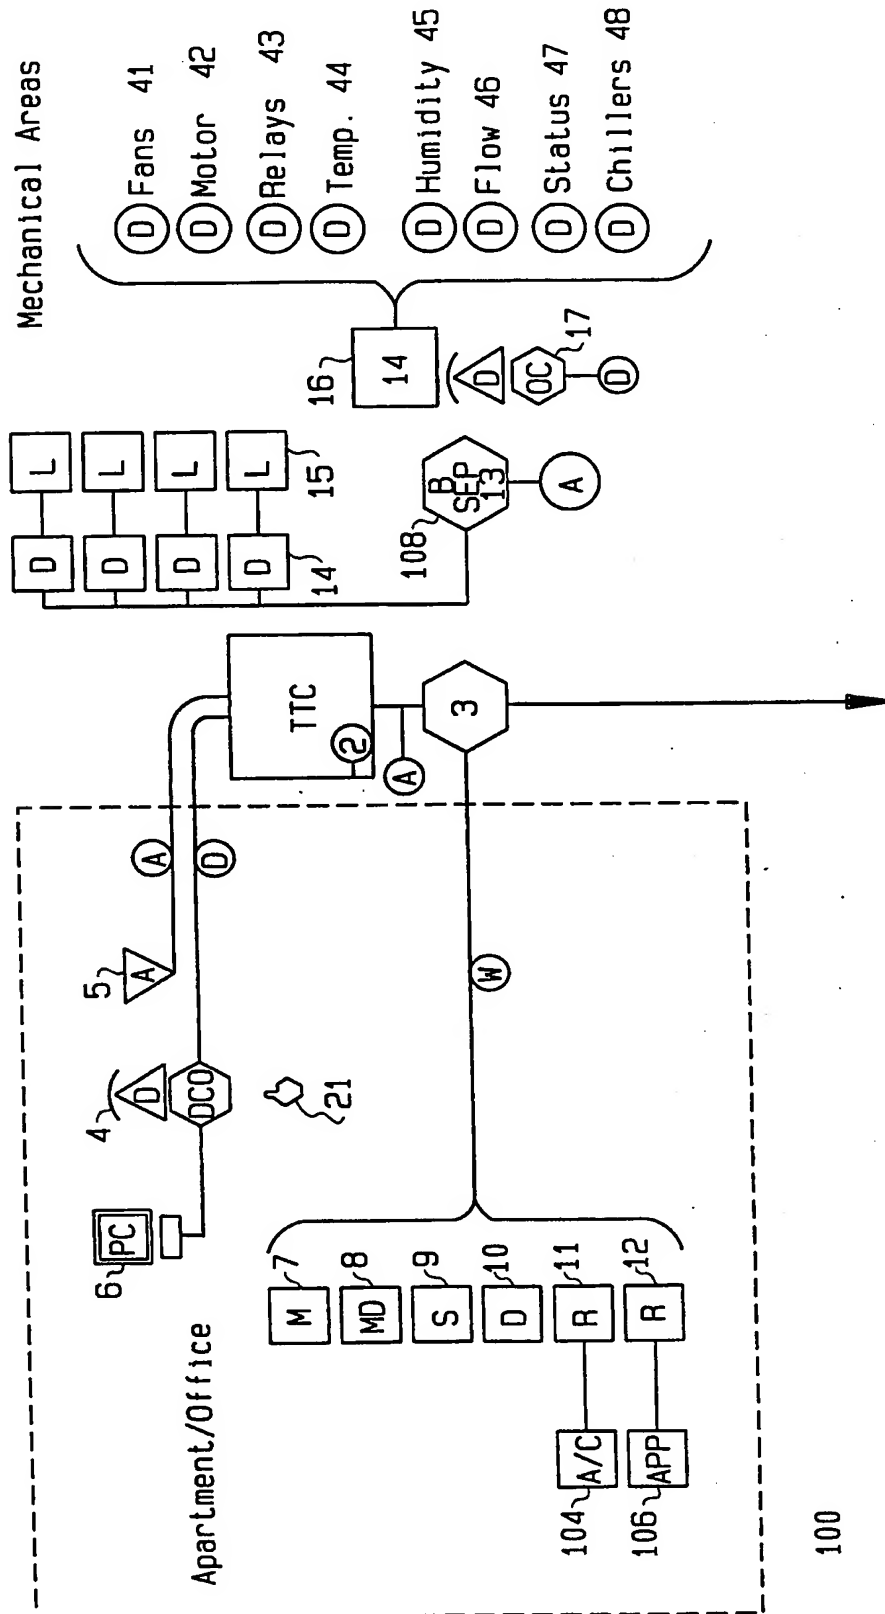 Mechanical Areas
D Fans 41
D Motor 42
D Relays 43
D Temp. 44
D Humidity 45
D Flow 46
D Status 47
D Chillers 48
16
14
D
OC
17
D
D L
D L
D L
D L
14
15
108
B
SEP
13
A
TTC
2
A
3
A
D
5
A
4
D
DCO
21
6
PC
W
Apartment/Office
M 7
MD 8
S 9
D 10
R 11
R 12
104
A/C
106
APP
100